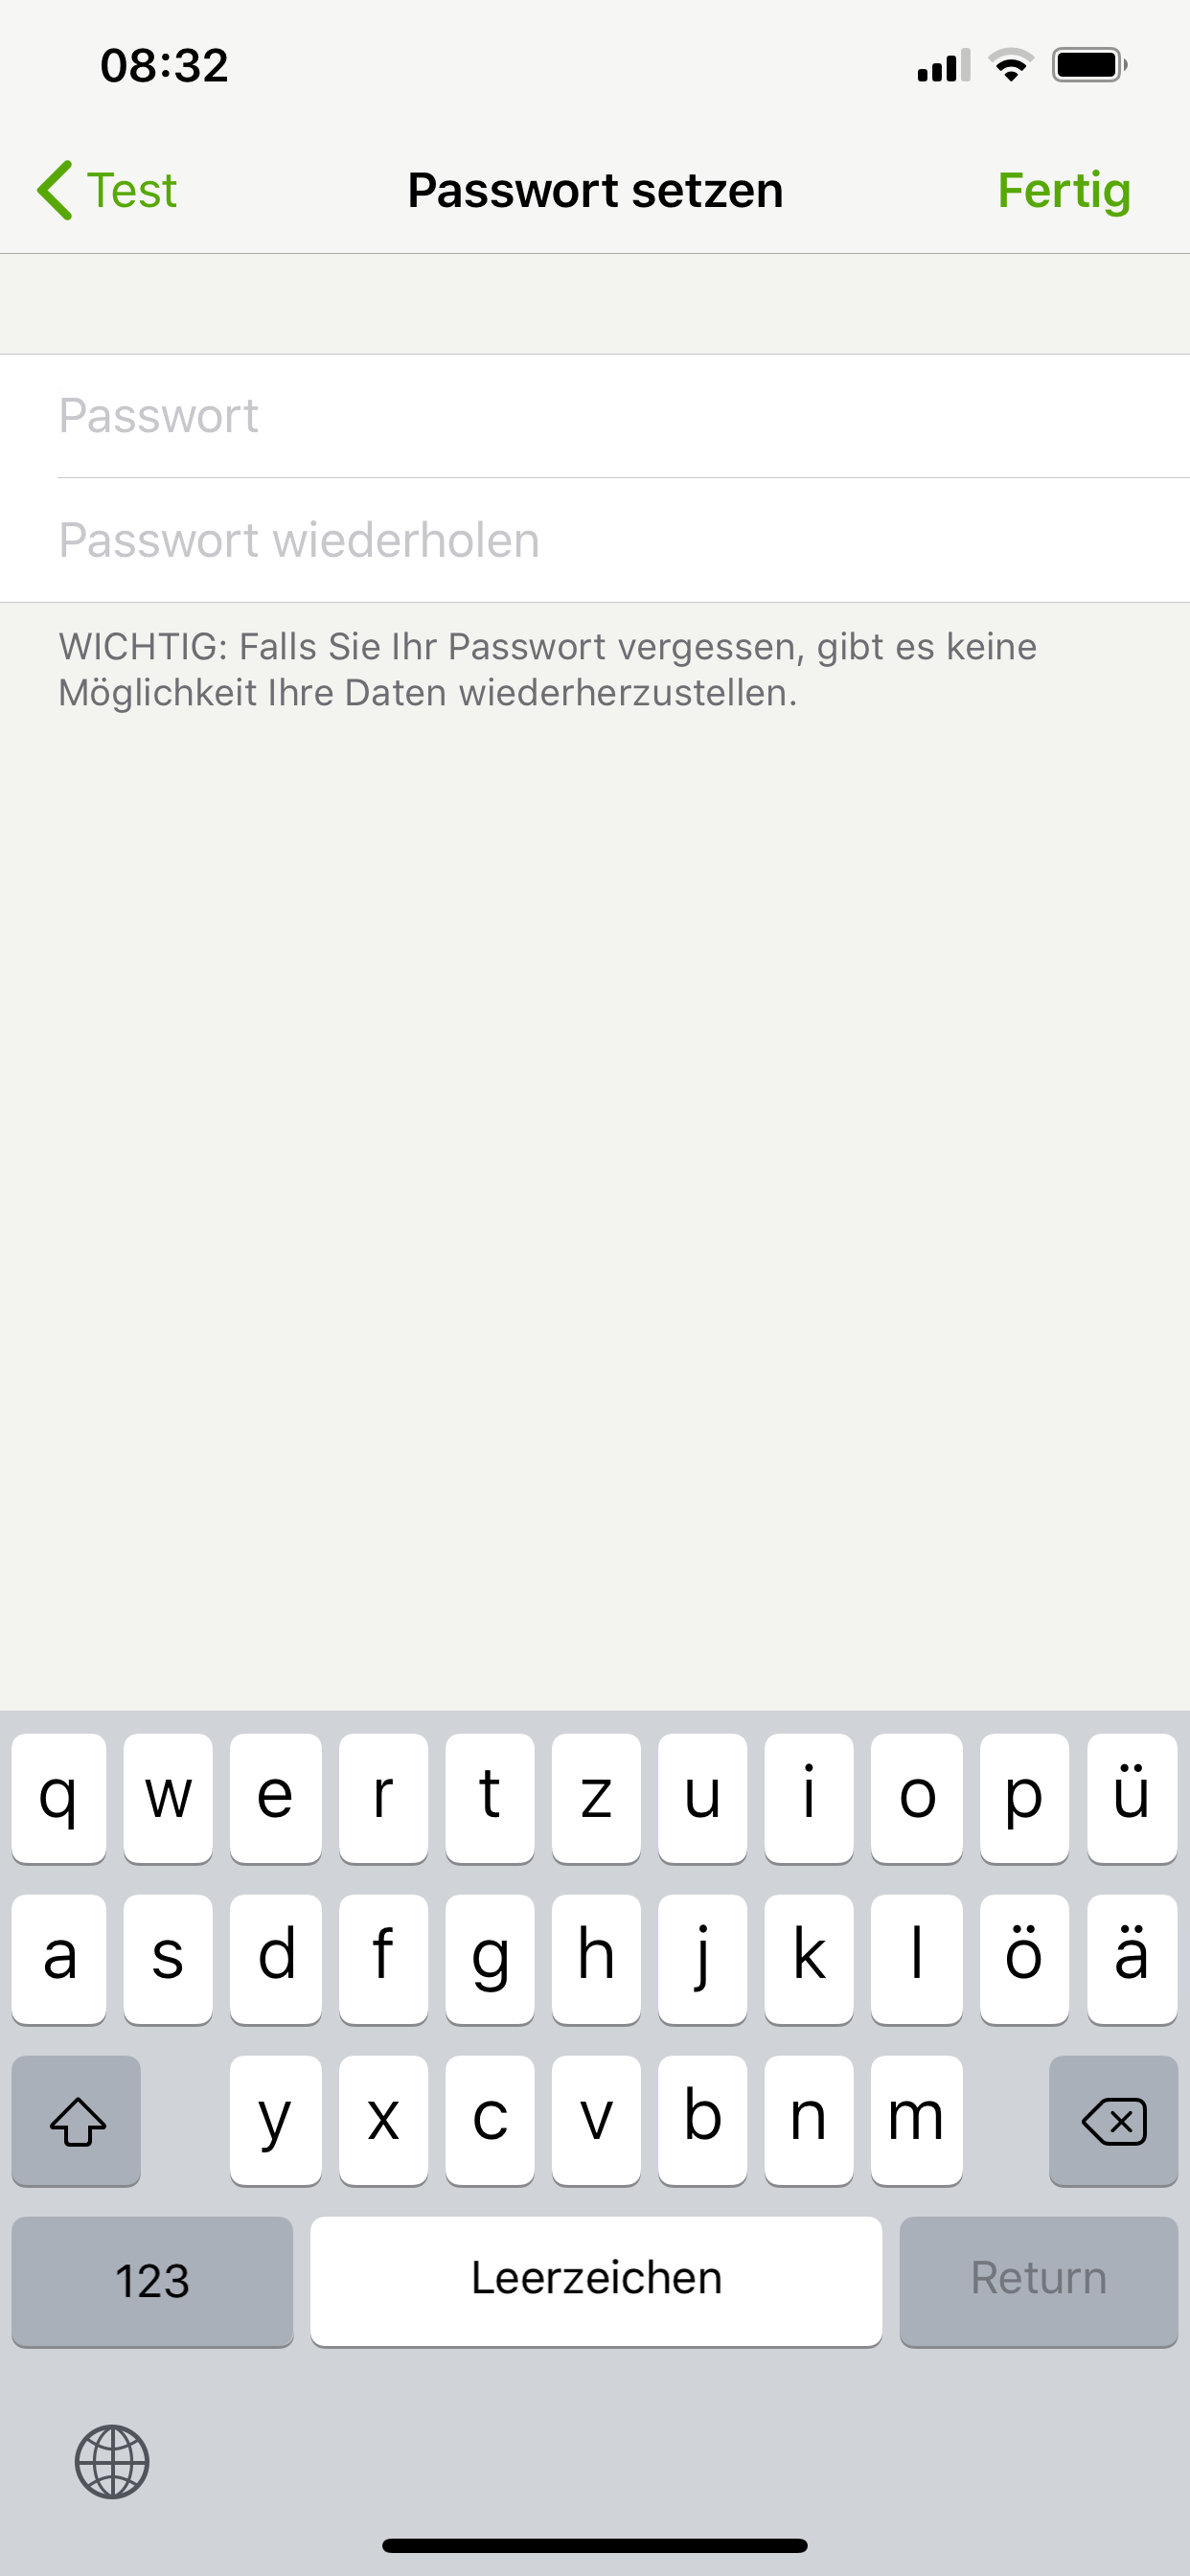 08:32
Test Passwort setzen Fertig
Passwort
Passwort wiederholen
WICHTIG: Falls Sie Ihr Passwort vergessen, gibt es keine
Möglichkeit Ihre Daten wiederherzustellen.
q w e r t z u i o p ü
a s d f g h j k l ö ä
y x c v b n m
123 Leerzeichen Return